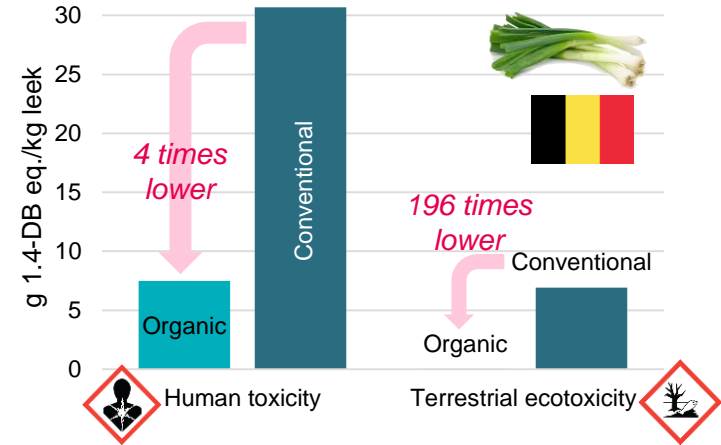 g 1.4-DB eq./kg leek
30
25
20
15
10
5
0
4 times
lower
Organic
Conventional
196 times
lower
Conventional
Organic
Human toxicity
Terrestrial ecotoxicity